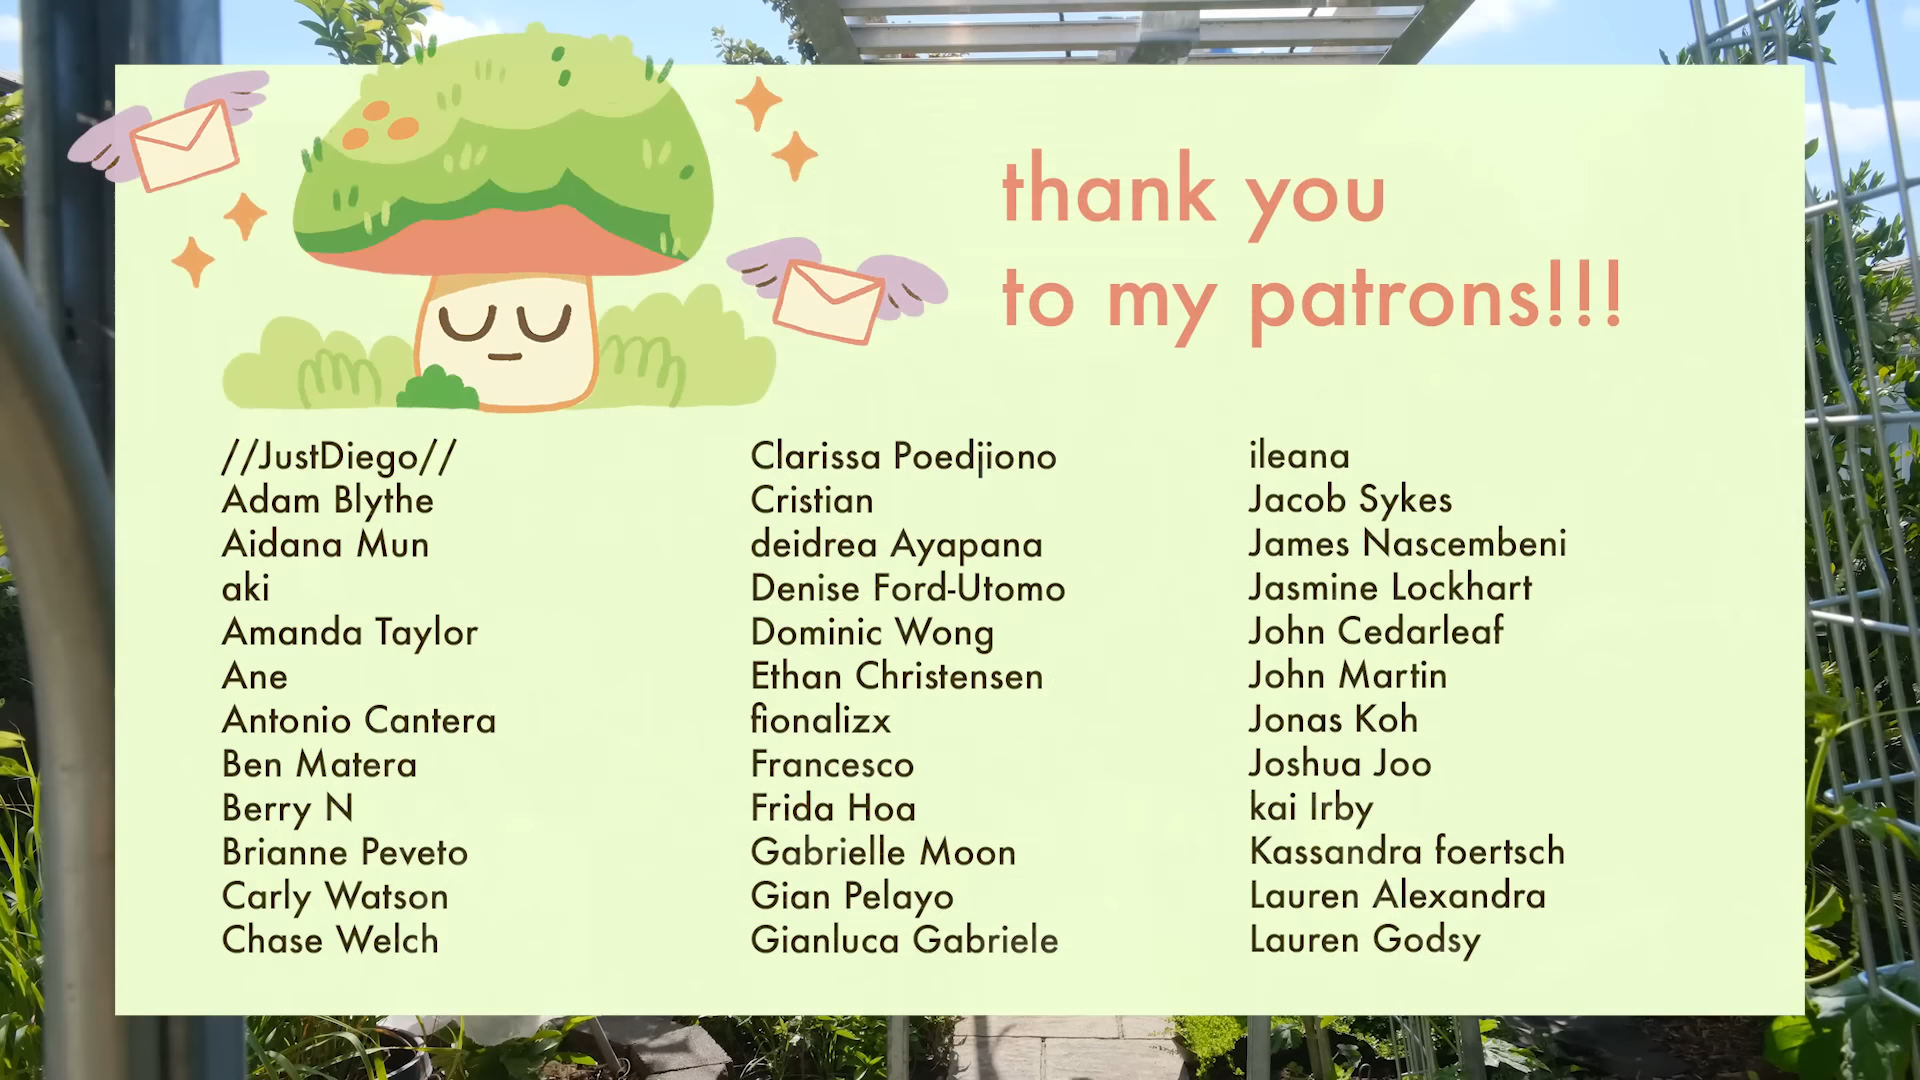 thank you
to my patrons!!!
//JustDiego//
Adam Blythe
Aidana Mun
aki
Amanda Taylor
Ane
Antonio Cantera
Ben Matera
Berry N
Brianne Peveto
Carly Watson
Chase Welch
Clarissa Poedjiono
Cristian
deidrea Ayapana
Denise Ford-Utomo
Dominic Wong
Ethan Christensen
fionalizx
Francesco
Frida Hoa
Gabrielle Moon
Gian Pelayo
Gianluca Gabriele
ileana
Jacob Sykes
James Nascembeni
Jasmine Lockhart
John Cedarleaf
John Martin
Jonas Koh
Joshua Joo
kai Irby
Kassandra foertsch
Lauren Alexandra
Lauren Godsy